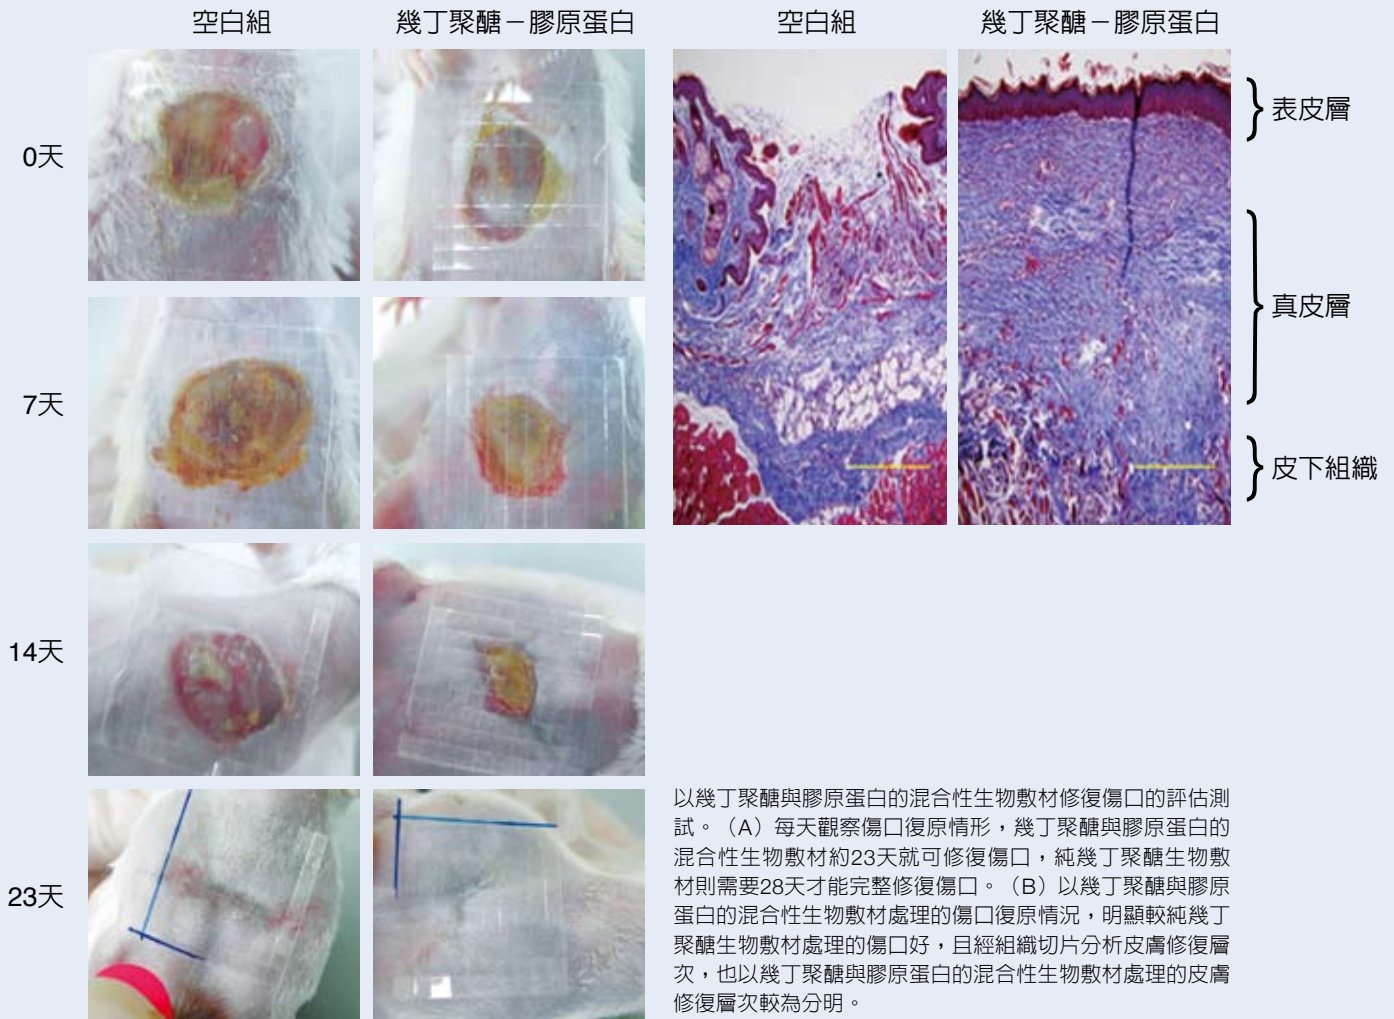 空白組
幾丁聚醣－膠原蛋白
空白組
幾丁聚醣－膠原蛋白
0天
7天
14天
23天
表皮層
真皮層
皮下組織
以幾丁聚醣與膠原蛋白的混合性生物敷材修復傷口的評估測
試。（A）每天觀察傷口復原情形，幾丁聚醣與膠原蛋白的
混合性生物敷材約23天就可修復傷口，純幾丁聚醣生物敷
材則需要28天才能完整修復傷口。（B）以幾丁聚醣與膠原
蛋白的混合性生物敷材處理的傷口復原情況，明顯較純幾丁
聚醣生物敷材處理的傷口好，且經組織切片分析皮膚修復層
次，也以幾丁聚醣與膠原蛋白的混合性生物敷材處理的皮膚
修復層次較為分明。